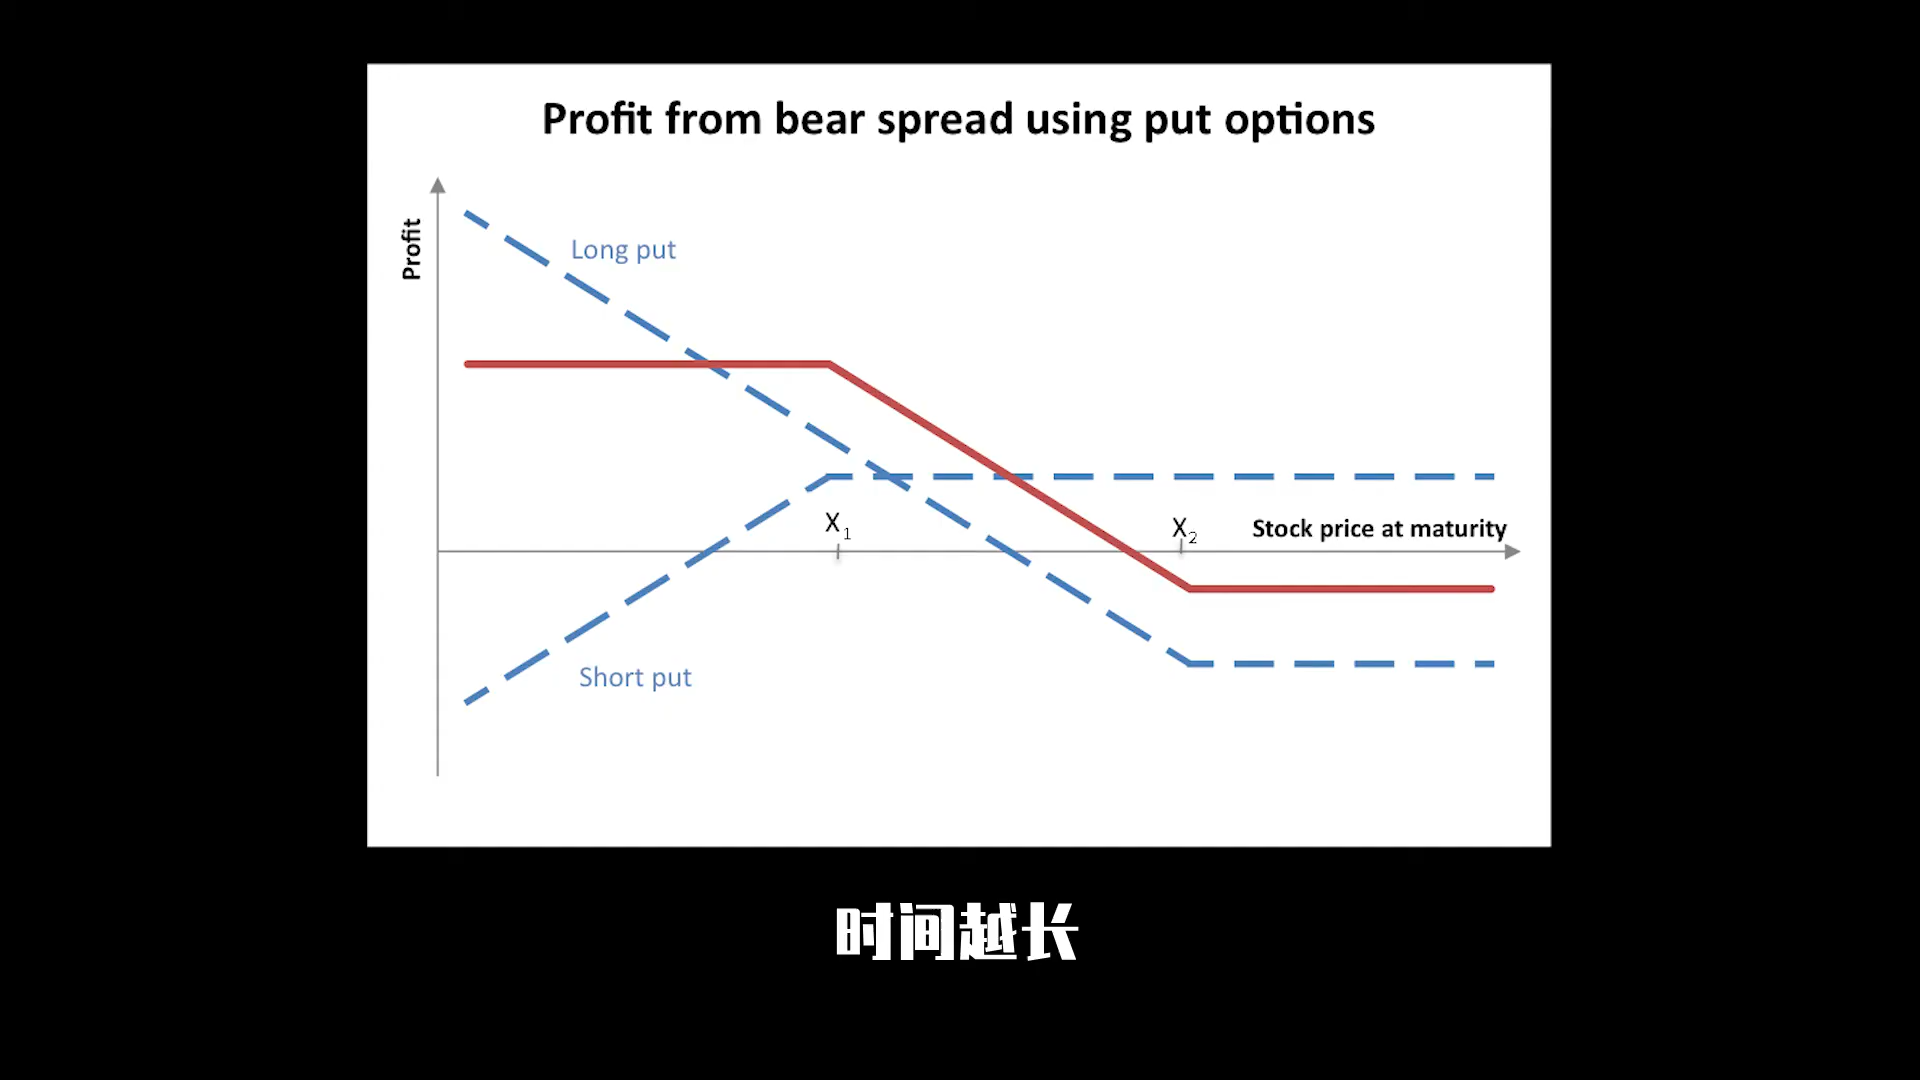 Profit from bear spread using put options
Profit
Long put
X1
X2
Stock price at maturity
Short put
时间越长